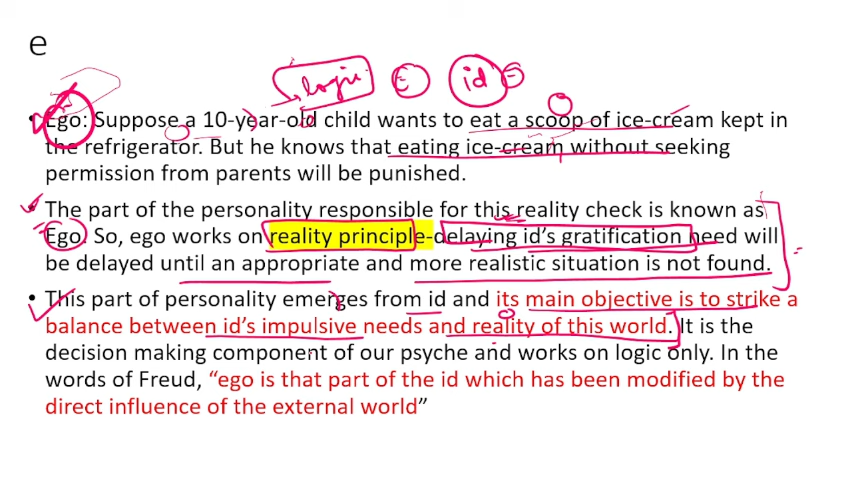 e
logic E id
• Ego: Suppose a 10-year-old child wants to eat a scoop of ice-cream kept in
the refrigerator. But he knows that eating ice-cream without seeking
permission from parents will be punished.
• The part of the personality responsible for this reality check is known as
Ego. So, ego works on reality principle-delaying id’s gratification need will
be delayed until an appropriate and more realistic situation is not found.
• This part of personality emerges from id and its main objective is to strike a
balance between id’s impulsive needs and reality of this world. It is the
decision making component of our psyche and works on logic only. In the
words of Freud, “ego is that part of the id which has been modified by the
direct influence of the external world”